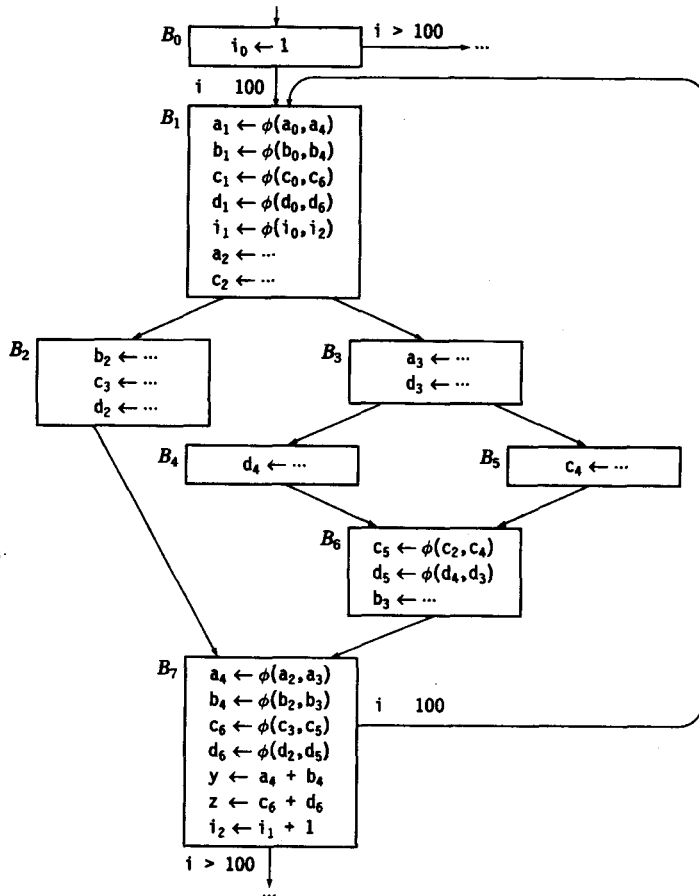 B₀
i₀ ← 1
i > 100
...
i 100
B₁
a₁ ← φ(a₀,a₄)
b₁ ← φ(b₀,b₄)
c₁ ← φ(c₀,c₆)
d₁ ← φ(d₀,d₆)
i₁ ← φ(i₀,i₂)
a₂ ← ...
c₂ ← ...
B₂
b₂ ← ...
c₃ ← ...
d₂ ← ...
B₃
a₃ ← ...
d₃ ← ...
B₄
d₄ ← ...
B₅
c₄ ← ...
B₆
c₅ ← φ(c₂,c₄)
d₅ ← φ(d₄,d₃)
b₃ ← ...
B₇
a₄ ← φ(a₂,a₃)
b₄ ← φ(b₂,b₃)
c₆ ← φ(c₃,c₅)
d₆ ← φ(d₂,d₅)
y ← a₄ + b₄
z ← c₆ + d₆
i₂ ← i₁ + 1
i 100
i > 100
...